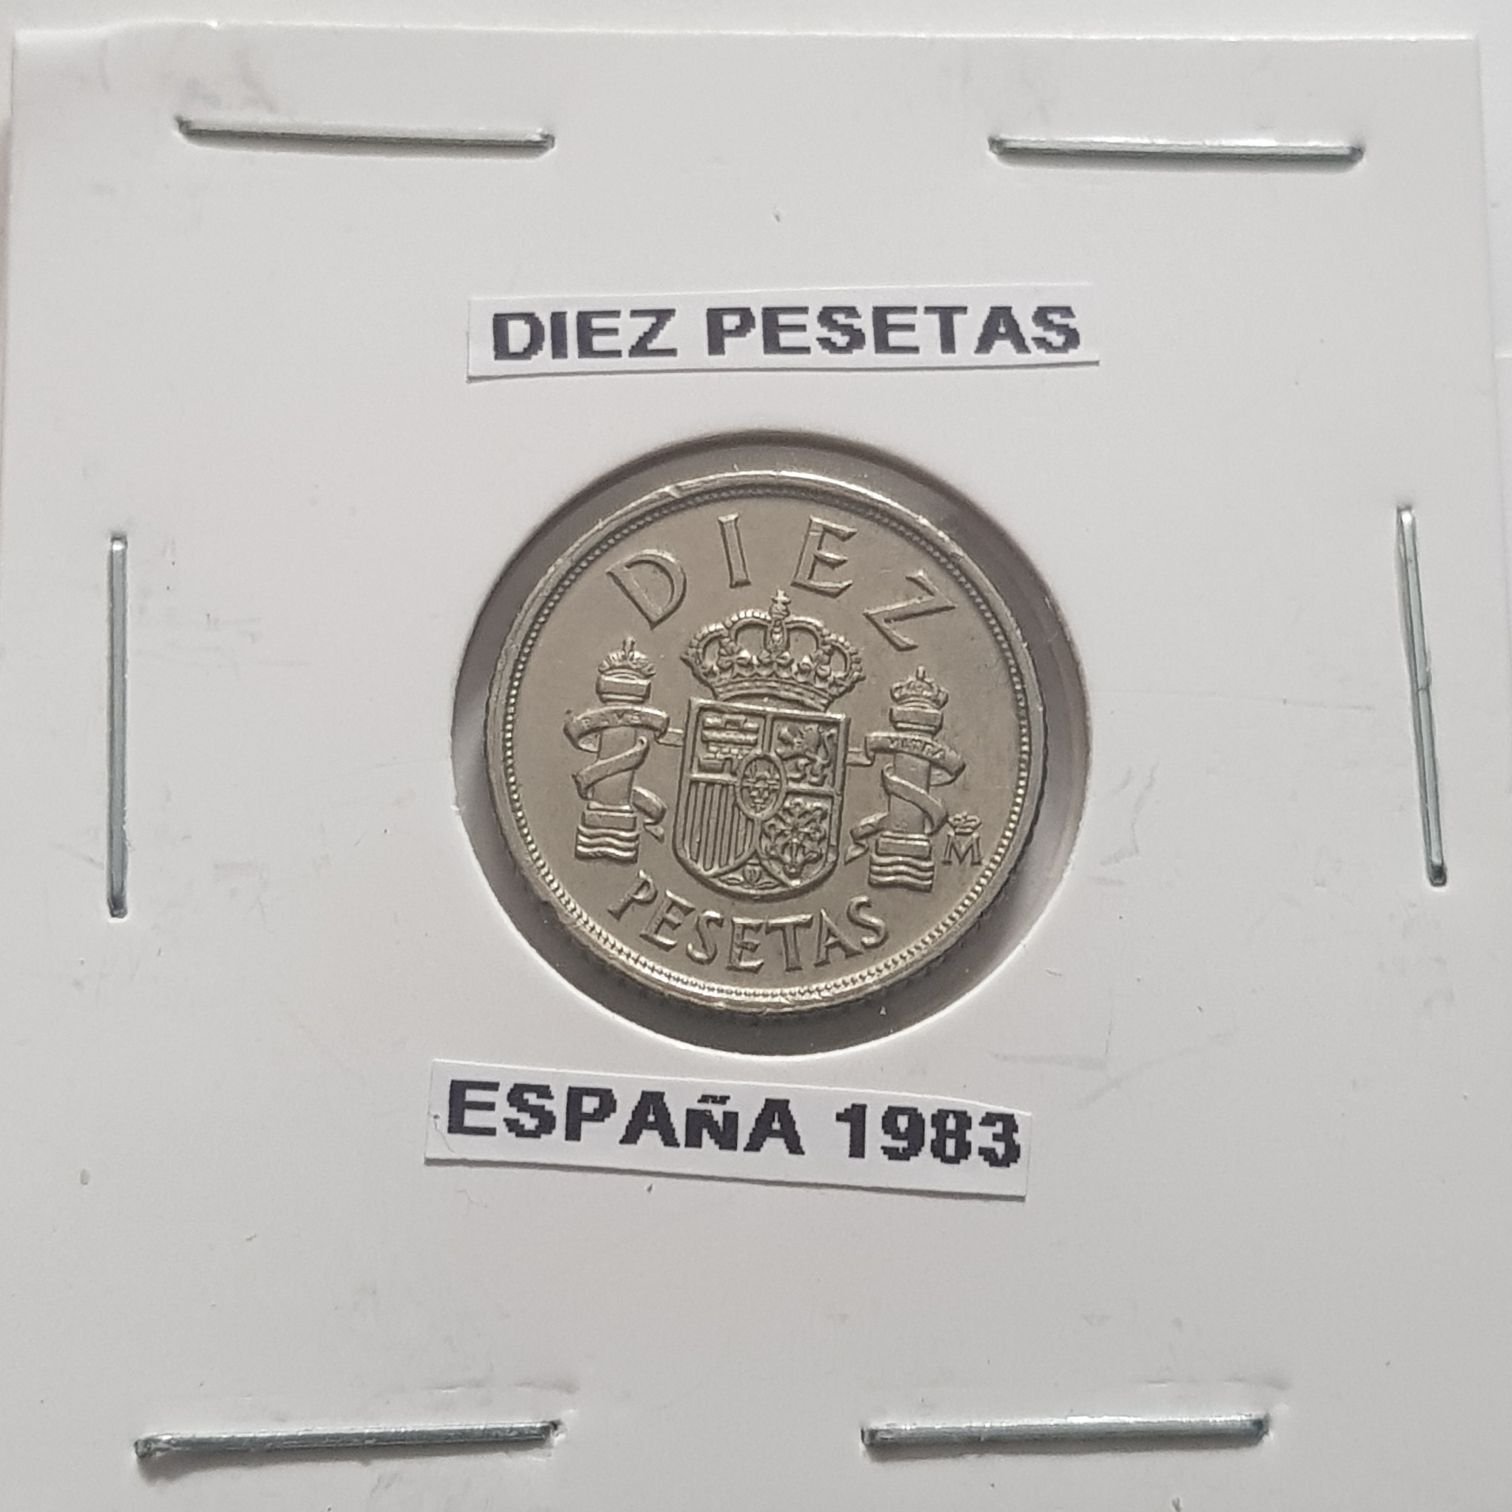 DIEZ PESETAS
DIEZ
M
PESETAS
ESPAÑA 1983